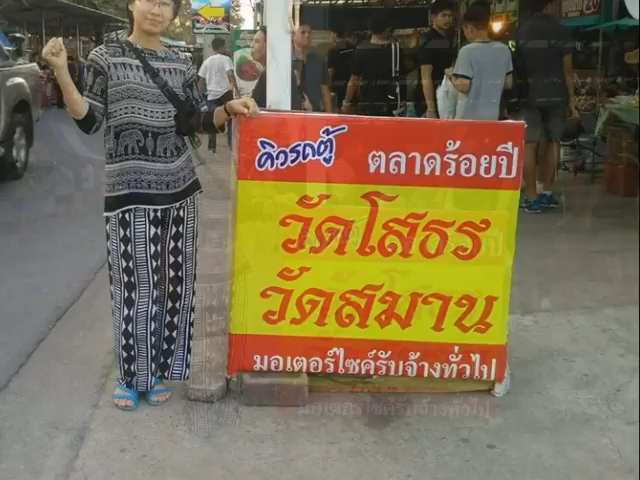 คิวรถตู้ ตลาดร้อยปี
วัดโสธร
วัดสมาน
มอเตอร์ไซค์รับจ้างทั่วไป